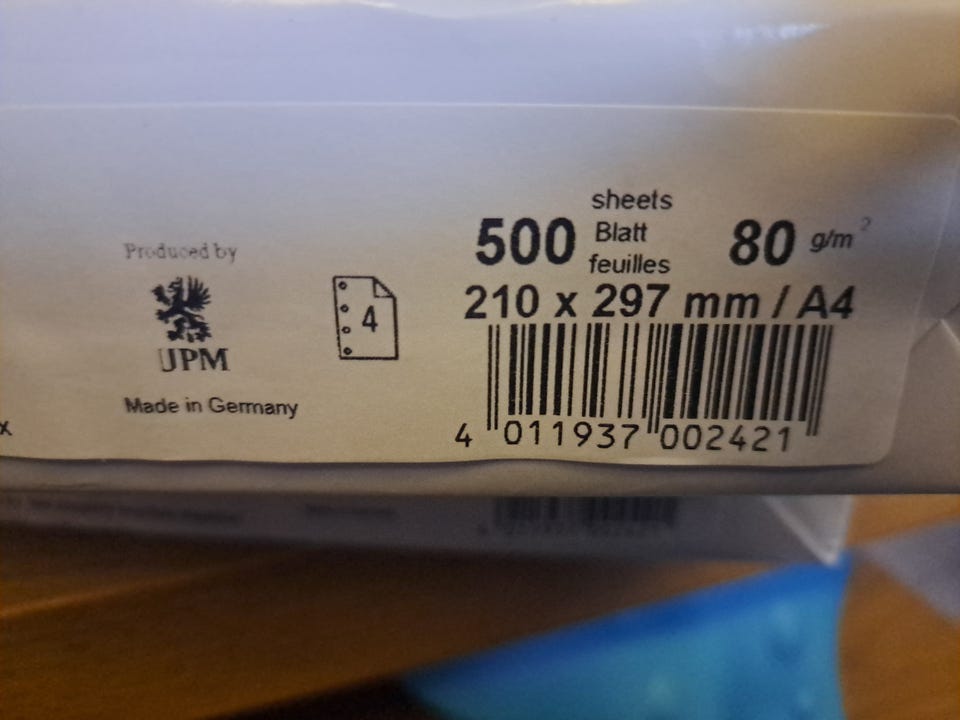 sheets
500 Blatt 80 g/m²
feuilles
210 x 297 mm / A4
Produced by
UPM
4
Made in Germany
x
4 011937 002421